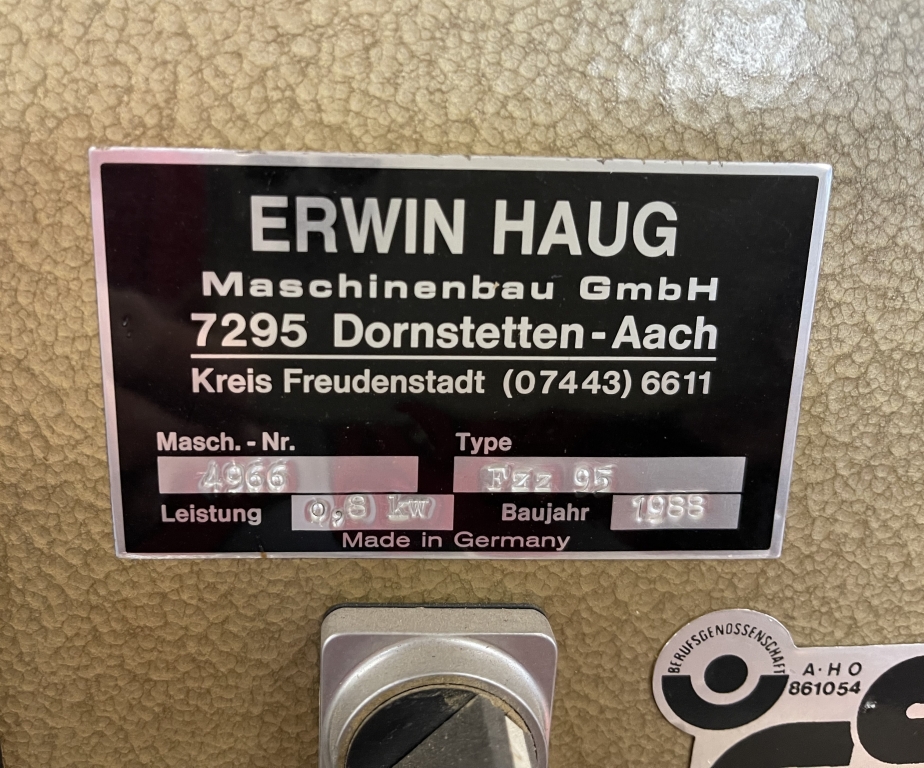 ERWIN HAUG
Maschinenbau GmbH
7295 Dornstetten-Aach
Kreis Freudenstadt (07443) 6611
Masch.-Nr. Type
4966 Fzz 95
Leistung 0,8 kw Baujahr 1988
Made in Germany
BERUFSGENOSSENSCHAFT
A·HO
861054